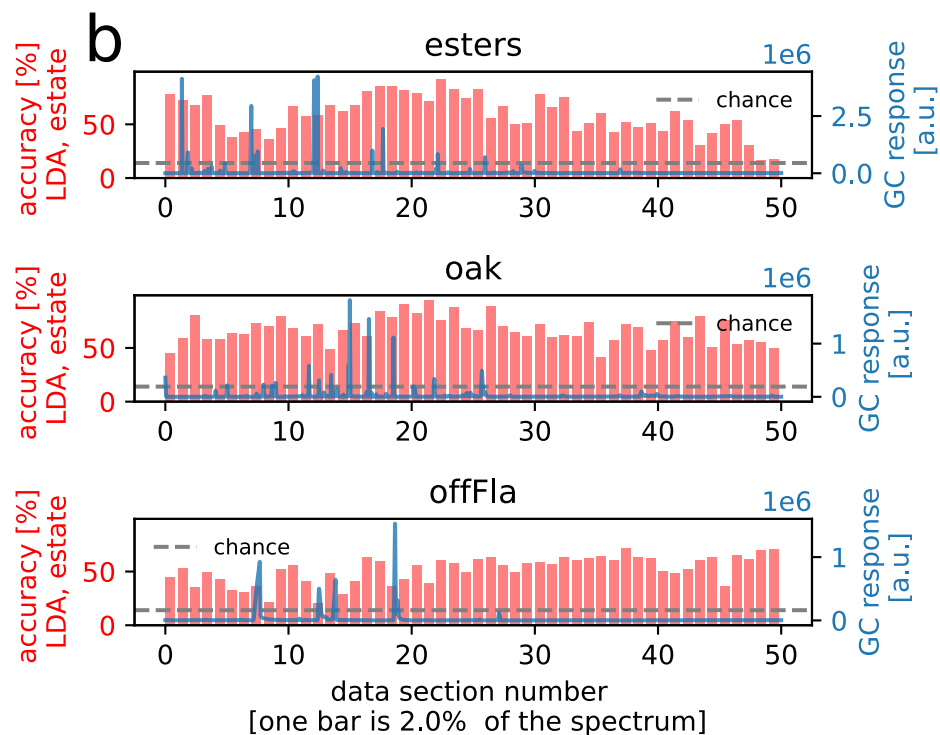 b
esters
1e6
accuracy [%]
LDA, estate
50
0
chance
2.5
0.0
GC response
[a.u.]
0 10 20 30 40 50
oak
1e6
accuracy [%]
LDA, estate
50
0
chance
1
0
GC response
[a.u.]
0 10 20 30 40 50
offFla
1e6
accuracy [%]
LDA, estate
50
0
chance
1
0
GC response
[a.u.]
0 10 20 30 40 50
data section number
[one bar is 2.0% of the spectrum]